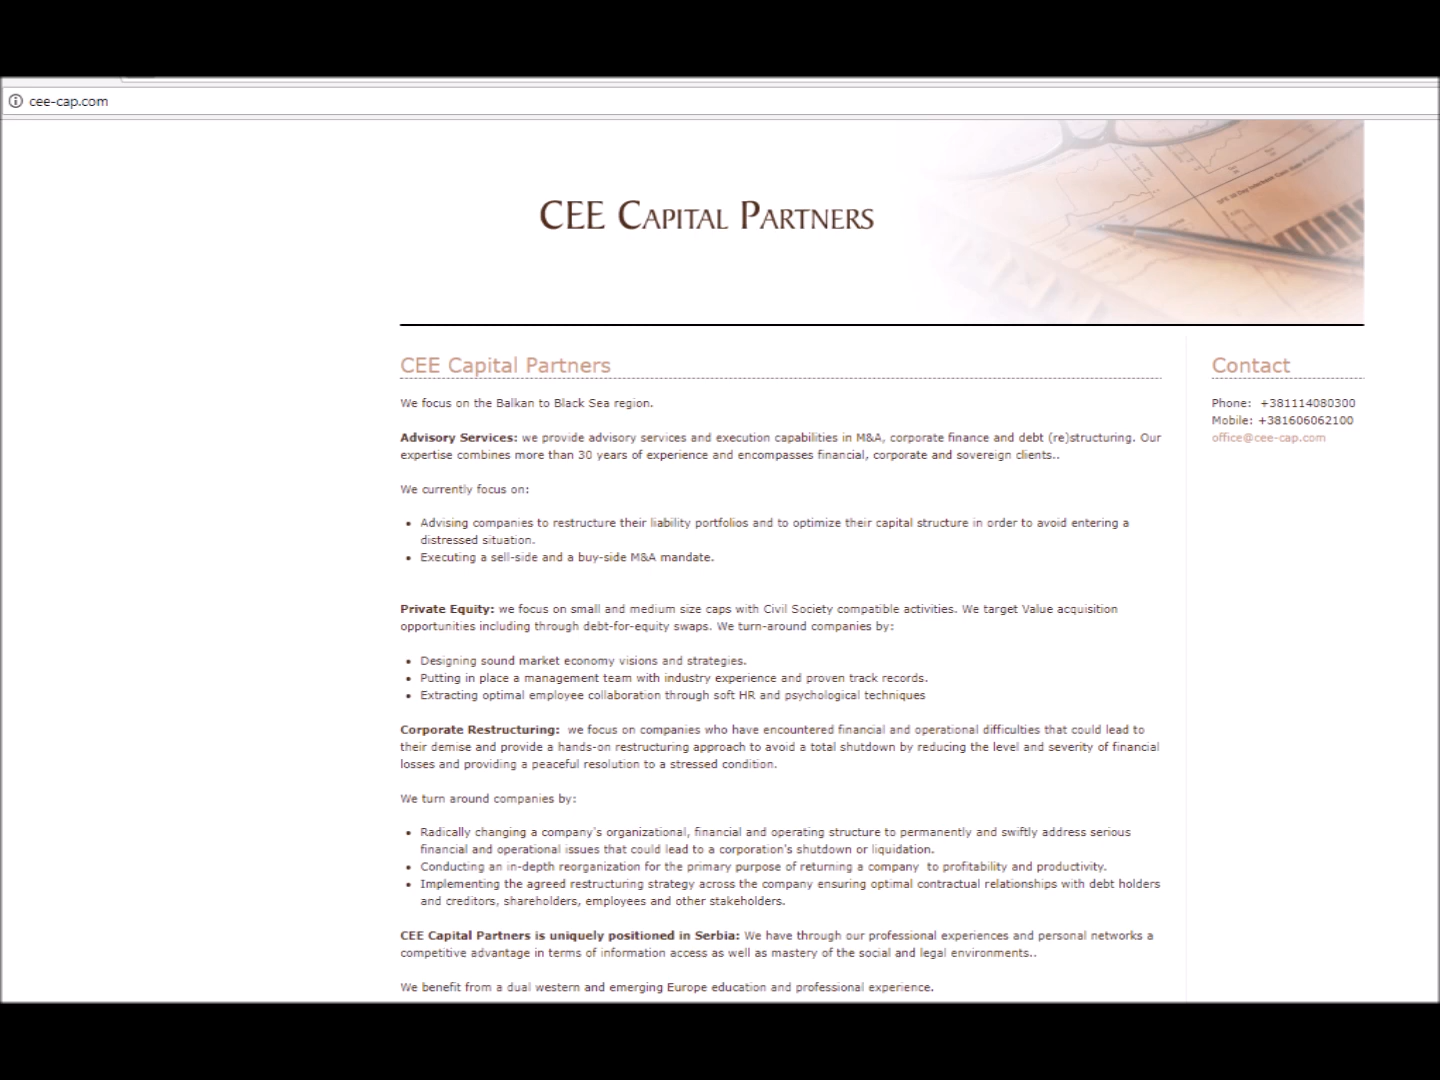 cee-cap.com
CEE CAPITAL PARTNERS
CEE Capital Partners
We focus on the Balkan to Black Sea region.
Advisory Services: we provide advisory services and execution capabilities in M&A, corporate finance and debt (re)structuring. Our
expertise combines more than 30 years of experience and encompasses financial, corporate and sovereign clients..
We currently focus on:
• Advising companies to restructure their liability portfolios and to optimize their capital structure in order to avoid entering a
distressed situation.
• Executing a sell-side and a buy-side M&A mandate.
Private Equity: we focus on small and medium size caps with Civil Society compatible activities. We target Value acquisition
opportunities including through debt-for-equity swaps. We turn-around companies by:
• Designing sound market economy visions and strategies.
• Putting in place a management team with industry experience and proven track records.
• Extracting optimal employee collaboration through soft HR and psychological techniques
Corporate Restructuring: we focus on companies who have encountered financial and operational difficulties that could lead to
their demise and provide a hands-on restructuring approach to avoid a total shutdown by reducing the level and severity of financial
losses and providing a peaceful resolution to a stressed condition.
We turn around companies by:
• Radically changing a company's organizational, financial and operating structure to permanently and swiftly address serious
financial and operational issues that could lead to a corporation's shutdown or liquidation.
• Conducting an in-depth reorganization for the primary purpose of returning a company to profitability and productivity.
• Implementing the agreed restructuring strategy across the company ensuring optimal contractual relationships with debt holders
and creditors, shareholders, employees and other stakeholders.
CEE Capital Partners is uniquely positioned in Serbia: We have through our professional experiences and personal networks a
competitive advantage in terms of information access as well as mastery of the social and legal environments..
We benefit from a dual western and emerging Europe education and professional experience.
Contact
Phone: +381114080300
Mobile: +381606062100
office@cee-cap.com